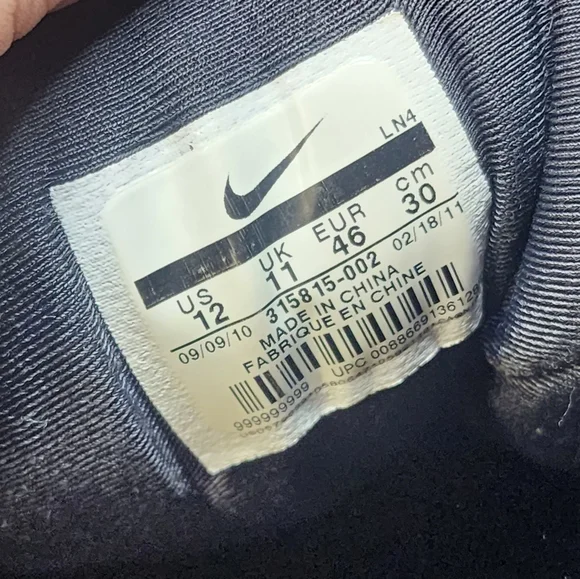 LN4
US UK EUR cm
12 11 46 30
09/09/10 315815-002 02/18/11
MADE IN CHINA
FABRIQUE EN CHINE
999999999 UPC 00886691361